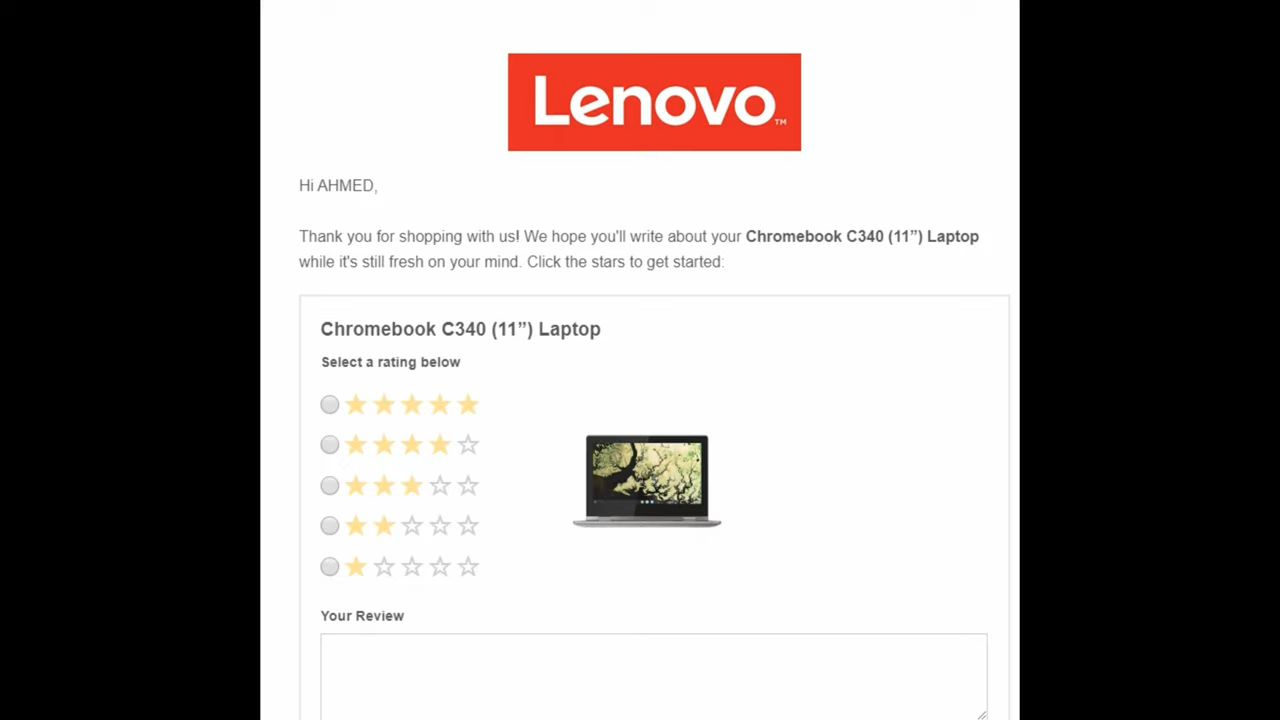 Lenovo™
Hi AHMED,
Thank you for shopping with us! We hope you'll write about your Chromebook C340 (11”) Laptop
while it's still fresh on your mind. Click the stars to get started:
Chromebook C340 (11”) Laptop
Select a rating below
Your Review